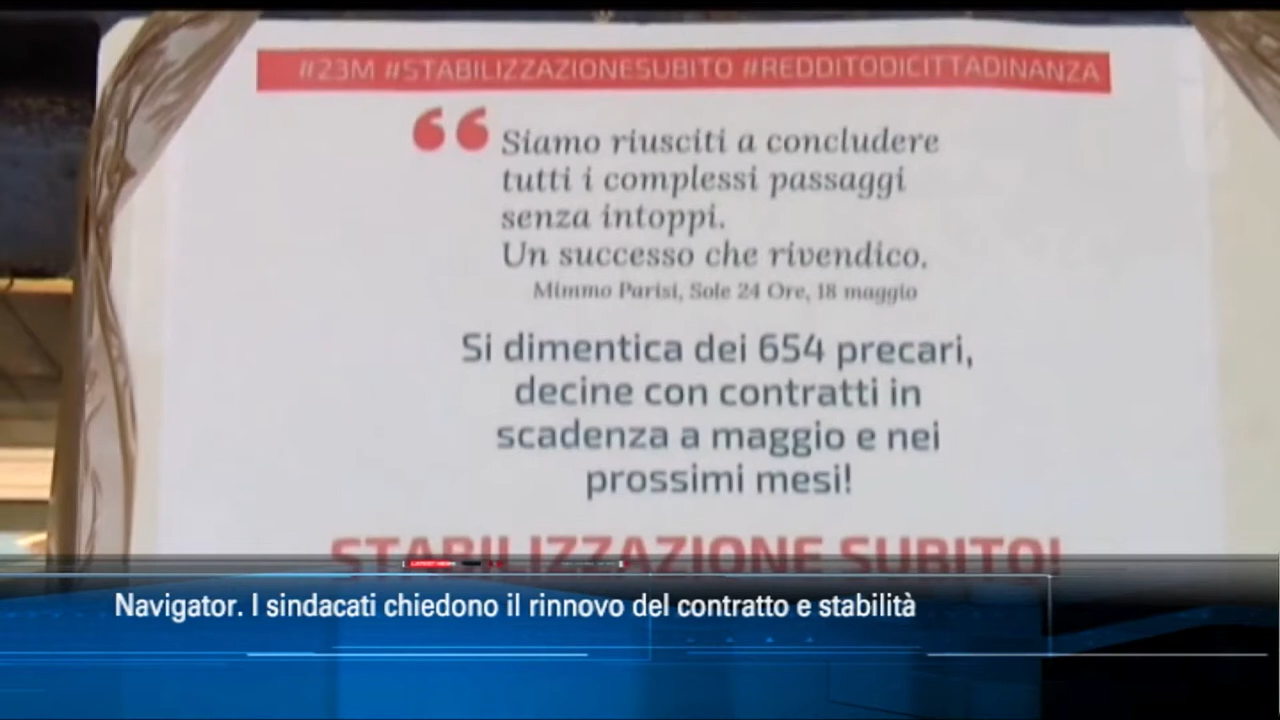 #23M #STABILIZZAZIONESUBITO #REDDITODICITTADINANZA
“ Siamo riusciti a concludere
tutti i complessi passaggi
senza intoppi.
Un successo che rivendico.
Mimmo Parisi, Sole 24 Ore, 18 maggio
Si dimentica dei 654 precari,
decine con contratti in
scadenza a maggio e nei
prossimi mesi!
STABILIZZAZIONE SUBITO!
LATEST NEWS
Navigator. I sindacati chiedono il rinnovo del contratto e stabilità